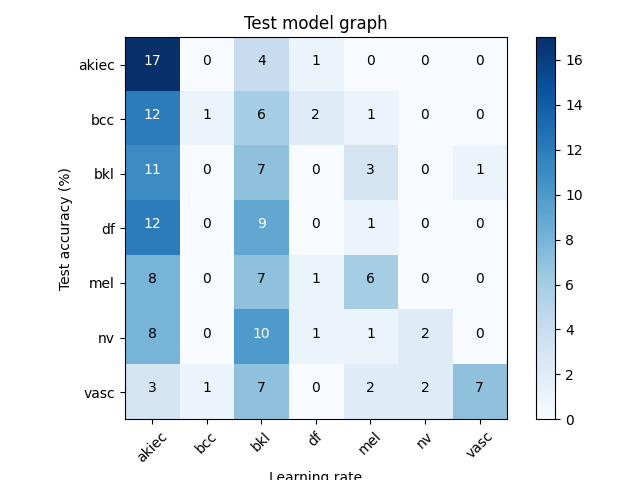 Test model graph
akiec 17 0 4 1 0 0 0
bcc 12 1 6 2 1 0 0
bkl 11 0 7 0 3 0 1
df 12 0 9 0 1 0 0
mel 8 0 7 1 6 0 0
nv 8 0 10 1 1 2 0
vasc 3 1 7 0 2 2 7
akiec bcc bkl df mel nv vasc
Test accuracy (%)
Learning rate
16
14
12
10
8
6
4
2
0